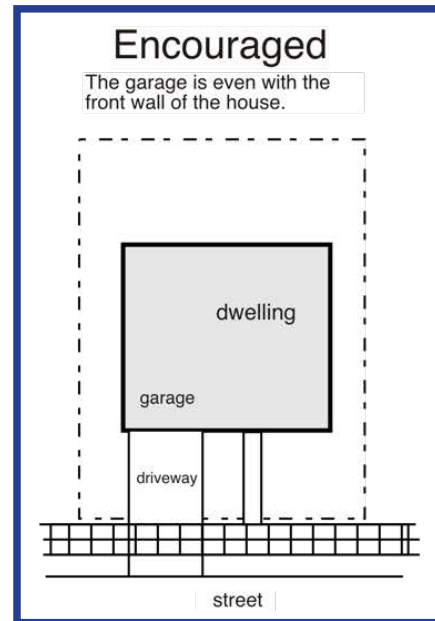 Encouraged
The garage is even with the
front wall of the house.
dwelling
garage
driveway
street